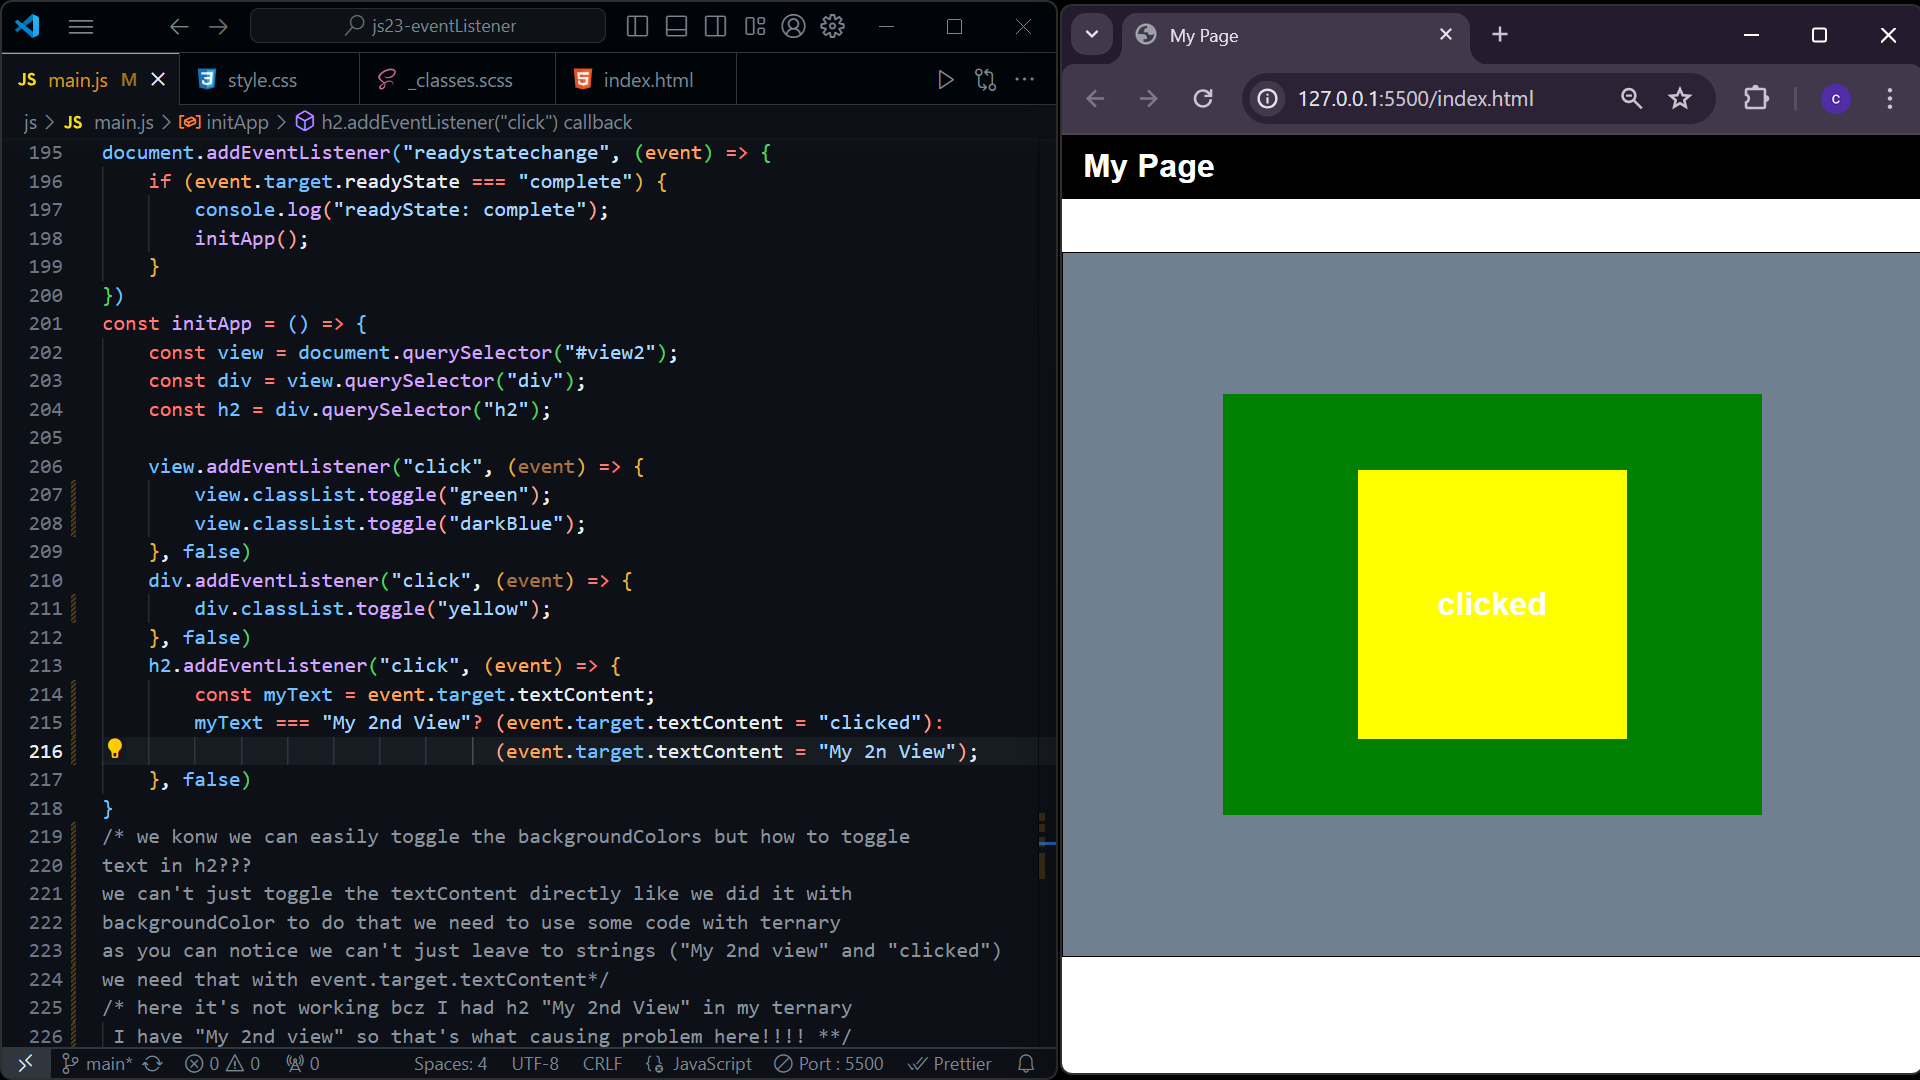 js23-eventListener
JS main.js M
style.css
_classes.scss
index.html
js > JS main.js > initApp > h2.addEventListener("click") callback
195 document.addEventListener("readystatechange", (event) => {
196 if (event.target.readyState === "complete") {
197 console.log("readyState: complete");
198 initApp();
199 }
200 })
201 const initApp = () => {
202 const view = document.querySelector("#view2");
203 const div = view.querySelector("div");
204 const h2 = div.querySelector("h2");
205
206 view.addEventListener("click", (event) => {
207 view.classList.toggle("green");
208 view.classList.toggle("darkBlue");
209 }, false)
210 div.addEventListener("click", (event) => {
211 div.classList.toggle("yellow");
212 }, false)
213 h2.addEventListener("click", (event) => {
214 const myText = event.target.textContent;
215 myText === "My 2nd View"? (event.target.textContent = "clicked"):
216 (event.target.textContent = "My 2n View");
217 }, false)
218 }
219 /* we konw we can easily toggle the backgroundColors but how to toggle
220 text in h2???
221 we can't just toggle the textContent directly like we did it with
222 backgroundColor to do that we need to use some code with ternary
223 as you can notice we can't just leave to strings ("My 2nd view" and "clicked")
224 we need that with event.target.textContent*/
225 /* here it's not working bcz I had h2 "My 2nd View" in my ternary
226 I have "My 2nd view" so that's what causing problem here!!!! **/
main* 0 0 0 Spaces: 4 UTF-8 CRLF {} JavaScript Port : 5500 Prettier
My Page
127.0.0.1:5500/index.html
c
My Page
clicked